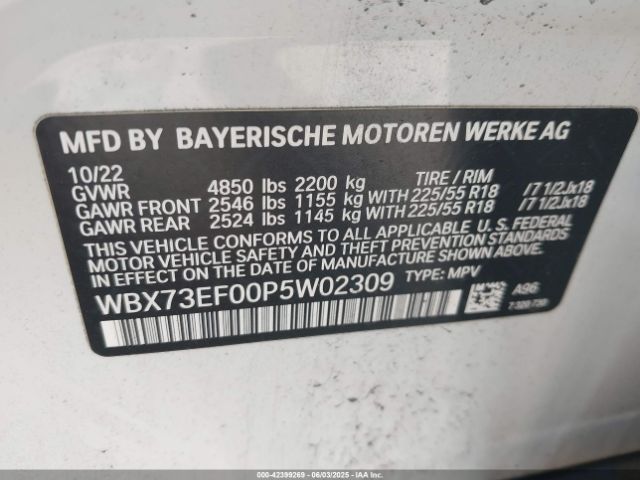 MFD BY BAYERISCHE MOTOREN WERKE AG
10/22 TIRE / RIM
GVWR 4850 lbs 2200 kg
GAWR FRONT 2546 lbs 1155 kg WITH 225/55 R18 /7 1/2Jx18
GAWR REAR 2524 lbs 1145 kg WITH 225/55 R18 /7 1/2Jx18
THIS VEHICLE CONFORMS TO ALL APPLICABLE U.S. FEDERAL
MOTOR VEHICLE SAFETY AND THEFT PREVENTION STANDARDS
IN EFFECT ON THE DATE OF MANUFACTURE SHOWN ABOVE.
WBX73EF00P5W02309 TYPE: MPV A96
000-42399269 | 06/03/2025 | IAA, Inc.